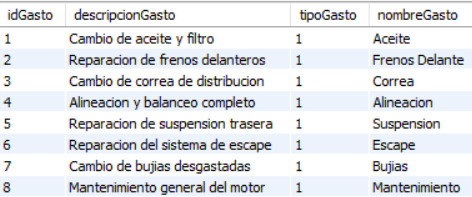 idGasto descripcionGasto tipoGasto nombreGasto
1 Cambio de aceite y filtro 1 Aceite
2 Reparacion de frenos delanteros 1 Frenos Delante
3 Cambio de correa de distribucion 1 Correa
4 Alineacion y balanceo completo 1 Alineacion
5 Reparacion de suspension trasera 1 Suspension
6 Reparacion del sistema de escape 1 Escape
7 Cambio de bujias desgastadas 1 Bujias
8 Mantenimiento general del motor 1 Mantenimiento